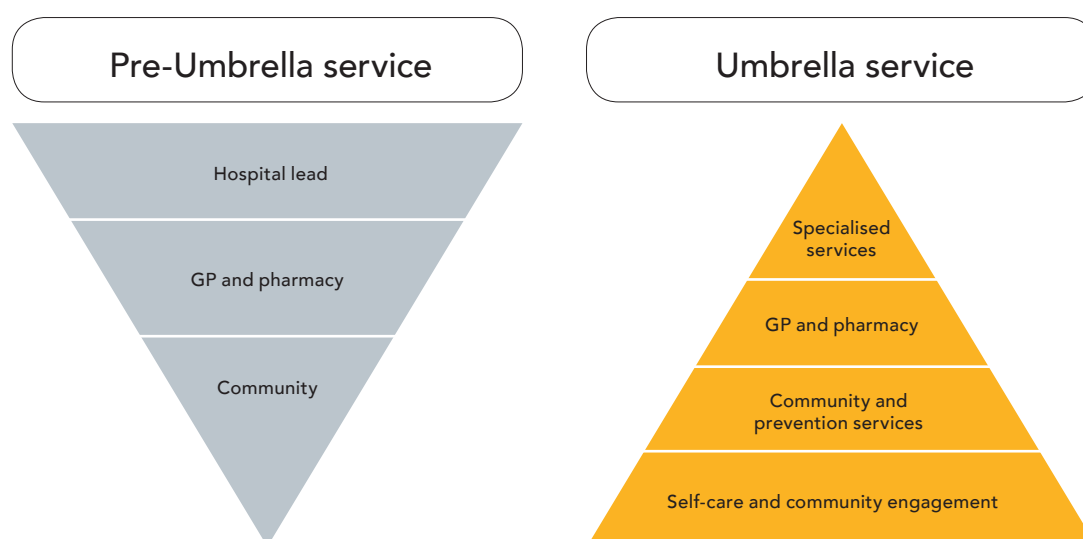 Pre-Umbrella service
Hospital lead
GP and pharmacy
Community
Umbrella service
Specialised
services
GP and pharmacy
Community and
prevention services
Self-care and community engagement